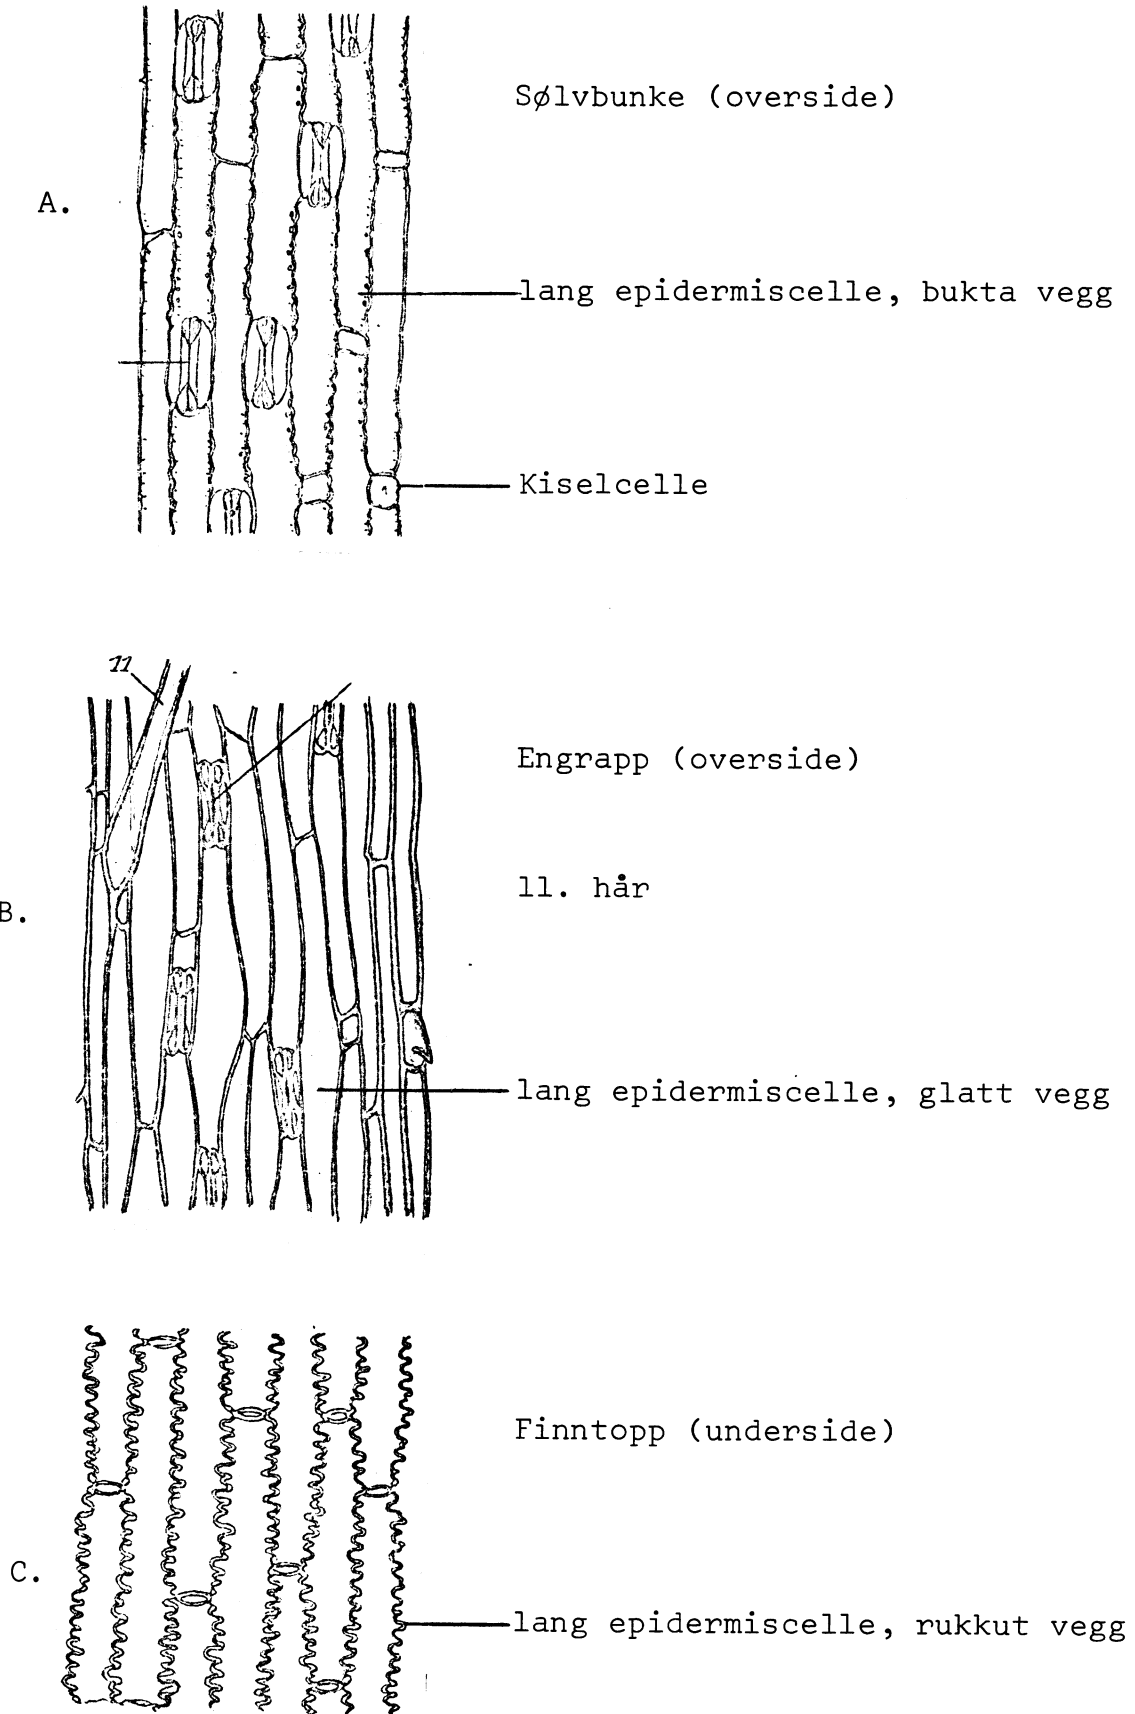 Sølvbunke (overside)
A.
lang epidermiscelle, bukta vegg
Kiselcelle
11
Engrapp (overside)
11. hår
B.
lang epidermiscelle, glatt vegg
Finntopp (underside)
C.
lang epidermiscelle, rukkut vegg